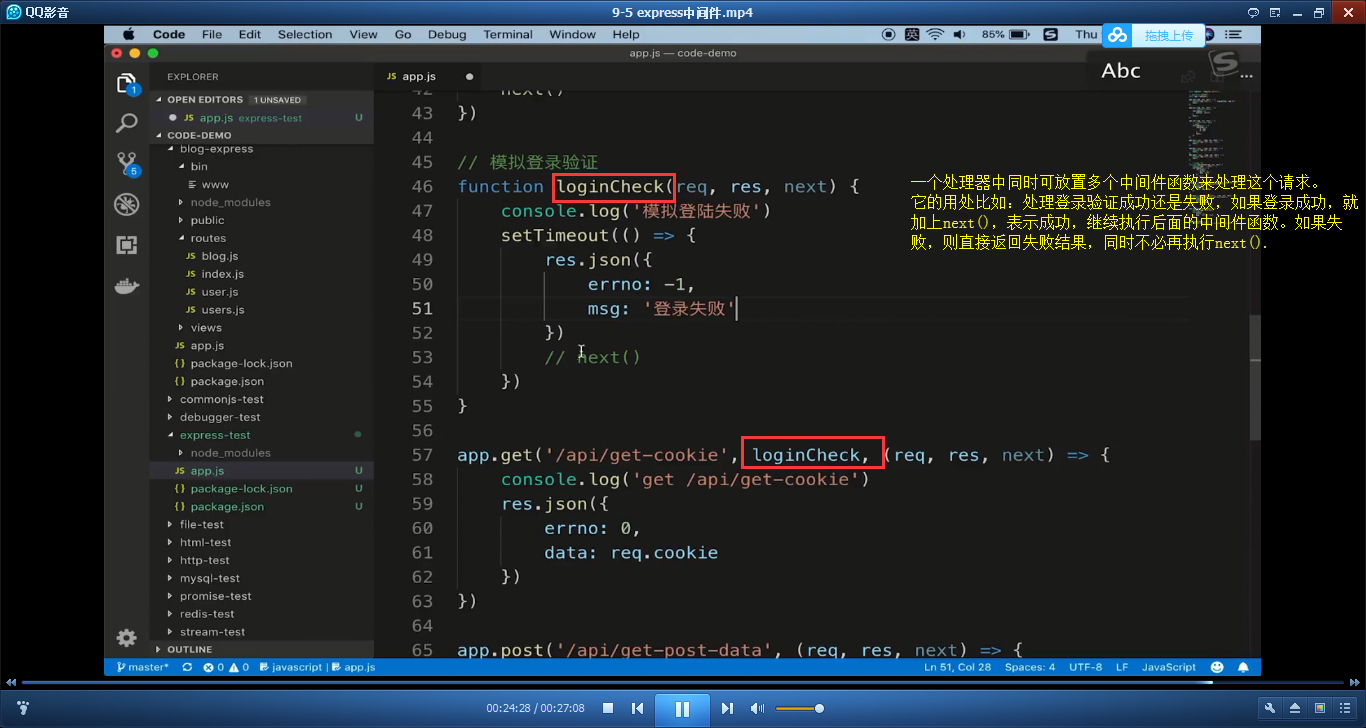 QQ影音
9-5 express中间件.mp4
Code File Edit Selection View Go Debug Terminal Window Help
英 85% Thu
拖拽上传
app.js — code-demo
Abc
EXPLORER
OPEN EDITORS 1 UNSAVED
JS app.js express-test U
CODE-DEMO
blog-express
bin
www
node_modules
public
routes
JS blog.js
JS index.js
JS user.js
JS users.js
views
JS app.js
{} package-lock.json
{} package.json
commonjs-test
debugger-test
express-test
node_modules
JS app.js U
{} package-lock.json U
{} package.json U
file-test
html-test
http-test
mysql-test
promise-test
redis-test
stream-test
OUTLINE
JS app.js
42 next()
43 })
44
45 // 模拟登录验证
46 function loginCheck(req, res, next) {
47 console.log('模拟登陆失败')
48 setTimeout(() => {
49 res.json({
50 errno: -1,
51 msg: '登录失败'
52 })
53 // next()
54 })
55 }
56
57 app.get('/api/get-cookie', loginCheck, (req, res, next) => {
58 console.log('get /api/get-cookie')
59 res.json({
60 errno: 0,
61 data: req.cookie
62 })
63 })
64
65 app.post('/api/get-post-data', (req, res, next) => {
一个处理器中同时可放置多个中间件函数来处理这个请求。
它的用处比如：处理登录验证成功还是失败，如果登录成功，就
加上next()，表示成功，继续执行后面的中间件函数。如果失
败，则直接返回失败结果，同时不必再执行next().
1
5
master* 0 0 javascript | app.js
Ln 51, Col 28 Spaces: 4 UTF-8 LF JavaScript
00:24:28 / 00:27:08